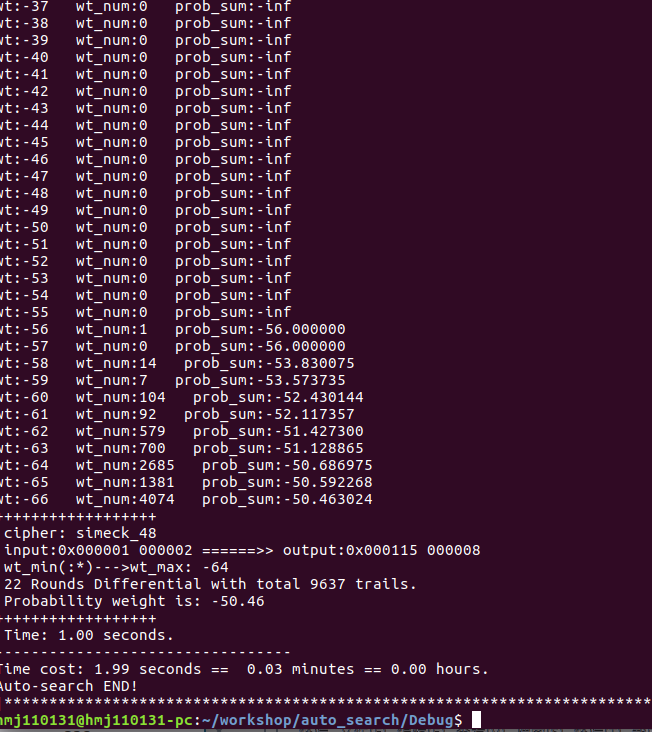 wt:-37   wt_num:0   prob_sum:-inf
wt:-38   wt_num:0   prob_sum:-inf
wt:-39   wt_num:0   prob_sum:-inf
wt:-40   wt_num:0   prob_sum:-inf
wt:-41   wt_num:0   prob_sum:-inf
wt:-42   wt_num:0   prob_sum:-inf
wt:-43   wt_num:0   prob_sum:-inf
wt:-44   wt_num:0   prob_sum:-inf
wt:-45   wt_num:0   prob_sum:-inf
wt:-46   wt_num:0   prob_sum:-inf
wt:-47   wt_num:0   prob_sum:-inf
wt:-48   wt_num:0   prob_sum:-inf
wt:-49   wt_num:0   prob_sum:-inf
wt:-50   wt_num:0   prob_sum:-inf
wt:-51   wt_num:0   prob_sum:-inf
wt:-52   wt_num:0   prob_sum:-inf
wt:-53   wt_num:0   prob_sum:-inf
wt:-54   wt_num:0   prob_sum:-inf
wt:-55   wt_num:0   prob_sum:-inf
wt:-56   wt_num:1   prob_sum:-56.000000
wt:-57   wt_num:0   prob_sum:-56.000000
wt:-58   wt_num:14   prob_sum:-53.830075
wt:-59   wt_num:7   prob_sum:-53.573735
wt:-60   wt_num:104   prob_sum:-52.430144
wt:-61   wt_num:92   prob_sum:-52.117357
wt:-62   wt_num:579   prob_sum:-51.427300
wt:-63   wt_num:700   prob_sum:-51.128865
wt:-64   wt_num:2685   prob_sum:-50.686975
wt:-65   wt_num:1381   prob_sum:-50.592268
wt:-66   wt_num:4074   prob_sum:-50.463024
++++++++++++++++++
cipher: simeck_48
input:0x000001 000002 ======>> output:0x000115 000008
wt_min(:*)--->wt_max: -64
22 Rounds Differential with total 9637 trails.
Probability weight is: -50.46
++++++++++++++++++
Time: 1.00 seconds.
----------------------------------
Time cost: 1.99 seconds ==  0.03 minutes == 0.00 hours.
Auto-search END!
****************************************************************************
hmj110131@hmj110131-pc:~/workshop/auto_search/Debug$